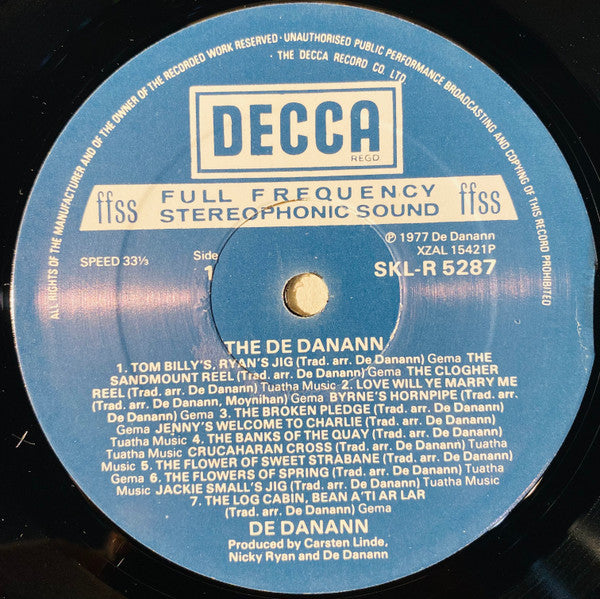 ALL RIGHTS OF THE MANUFACTURER AND OF THE OWNER OF THE RECORDED WORK RESERVED · UNAUTHORISED PUBLIC PERFORMANCE BROADCASTING AND COPYING OF THIS RECORD PROHIBITED
THE DECCA RECORD CO. LTD.
DECCA
REGD.
ffss FULL FREQUENCY STEREOPHONIC SOUND ffss
SPEED 33⅓
Side
1
℗ 1977 De Danann
XZAL 15421P
SKL-R 5287
THE DE DANANN
1. TOM BILLY'S, RYAN'S JIG (Trad. arr. De Danann) Gema THE
SANDMOUNT REEL (Trad. arr. De Danann) THE CLOGHER
REEL (Trad. arr. De Danann) Tuatha Music 2. LOVE WILL YE MARRY ME
(Trad. arr. De Danann, Moynihan) Gema BYRNE'S HORNPIPE (Trad. arr.
De Danann) Gema 3. THE BROKEN PLEDGE (Trad. arr. De Danann)
Gema JENNY'S WELCOME TO CHARLIE (Trad. arr. De Danann)
Tuatha Music 4. THE BANKS OF THE QUAY (Trad. arr. De Danann)
Tuatha Music CRUCAHARAN CROSS (Trad. arr. De Danann) Tuatha
Music 5. THE FLOWER OF SWEET STRABANE (Trad. arr. De Danann)
Gema 6. THE FLOWERS OF SPRING (Trad. arr. De Danann) Tuatha
Music JACKIE SMALL'S JIG (Trad. arr. De Danann) Tuatha Music
7. THE LOG CABIN, BEAN A'TI AR LAR
(Trad. arr. De Danann) Gema
DE DANANN
Produced by Carsten Linde,
Nicky Ryan and De Danann